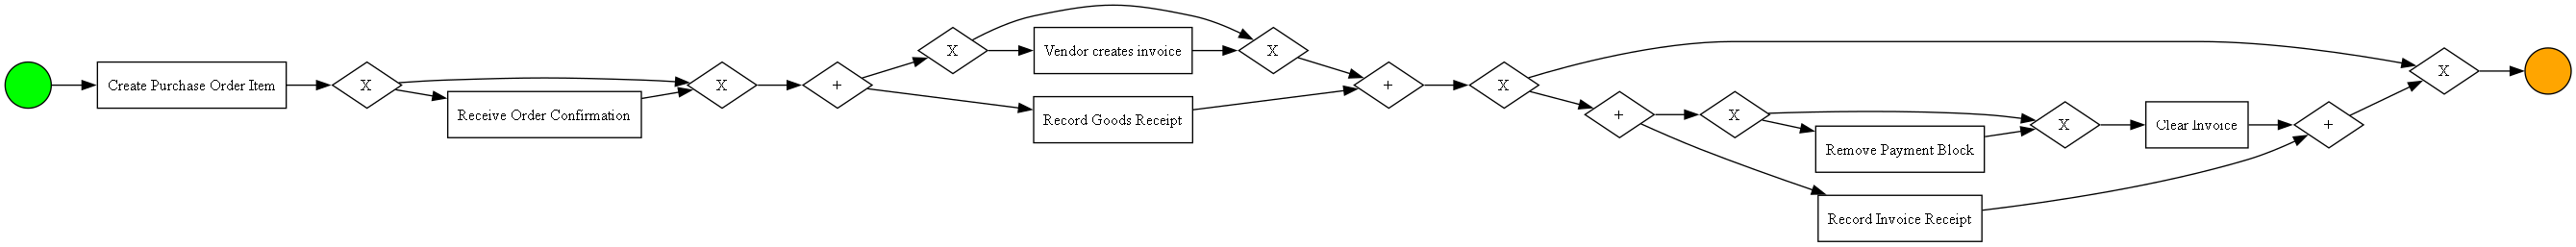 Create Purchase Order Item
X
Receive Order Confirmation
X
+
X
Vendor creates invoice
X
Record Goods Receipt
+
X
+
X
Remove Payment Block
X
Clear Invoice
Record Invoice Receipt
+
X